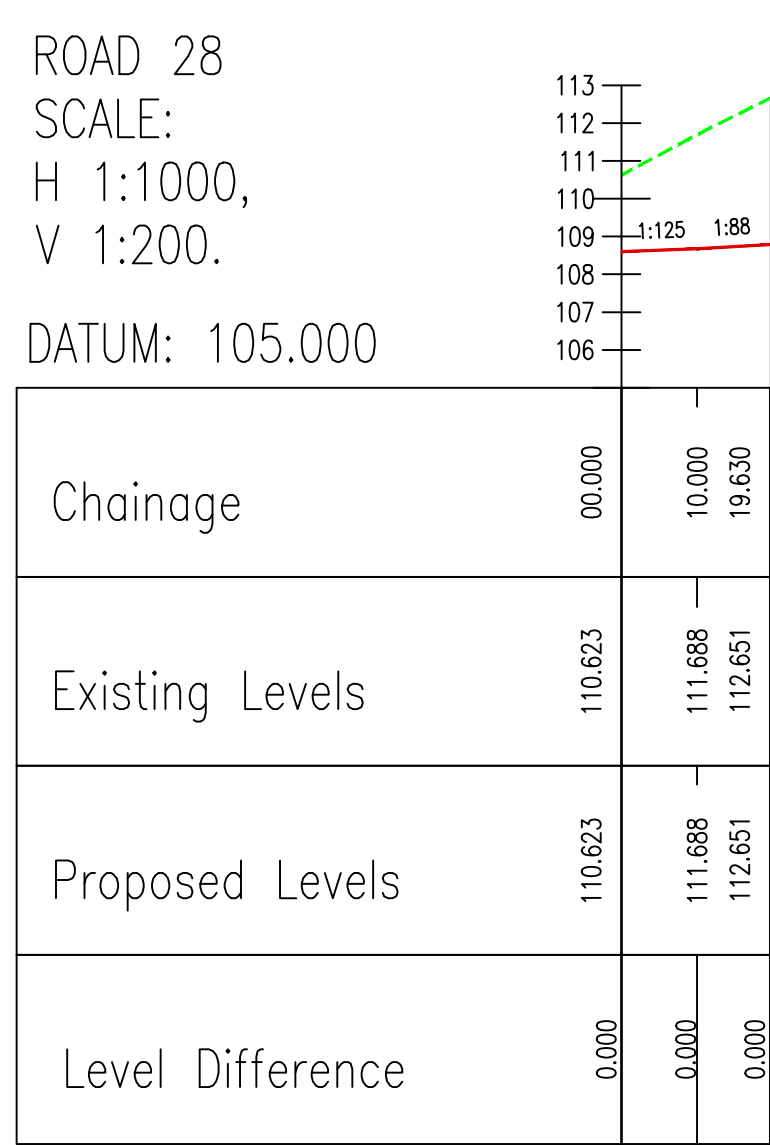 ROAD 28
SCALE:
H 1:1000,
V 1:200.
DATUM: 105.000
113
112
111
110
109
108
107
106
1:125 1:88
Chainage 00.000 10.000 19.630
Existing Levels 110.623 111.688 112.651
Proposed Levels 110.623 111.688 112.651
Level Difference 0.000 0.000 0.000